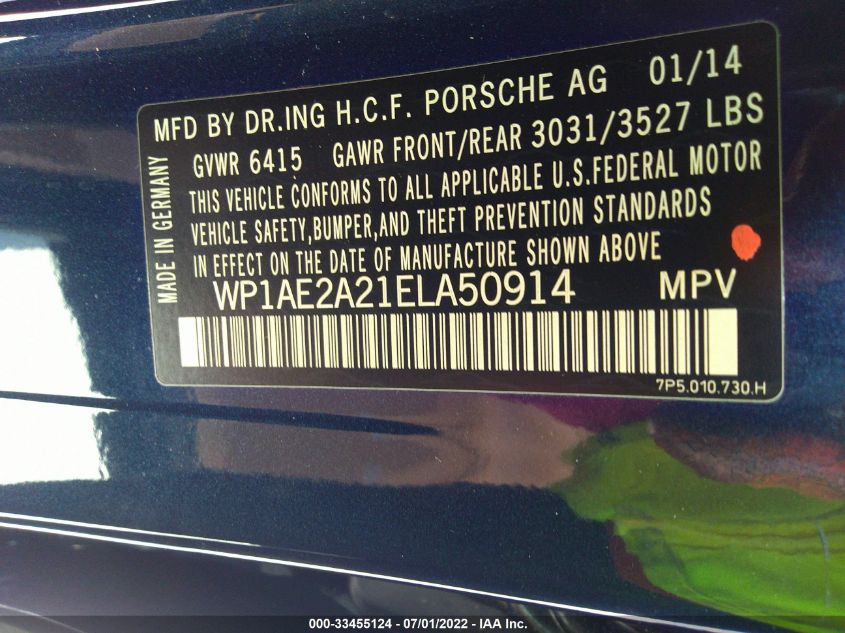 MFD BY DR.ING H.C.F. PORSCHE AG 01/14
GVWR 6415 GAWR FRONT/REAR 3031/3527 LBS
THIS VEHICLE CONFORMS TO ALL APPLICABLE U.S.FEDERAL MOTOR
VEHICLE SAFETY,BUMPER,AND THEFT PREVENTION STANDARDS
IN EFFECT ON THE DATE OF MANUFACTURE SHOWN ABOVE
MADE IN GERMANY
WP1AE2A21ELA50914 MPV
7P5.010.730.H
000-33455124 - 07/01/2022 - IAA Inc.